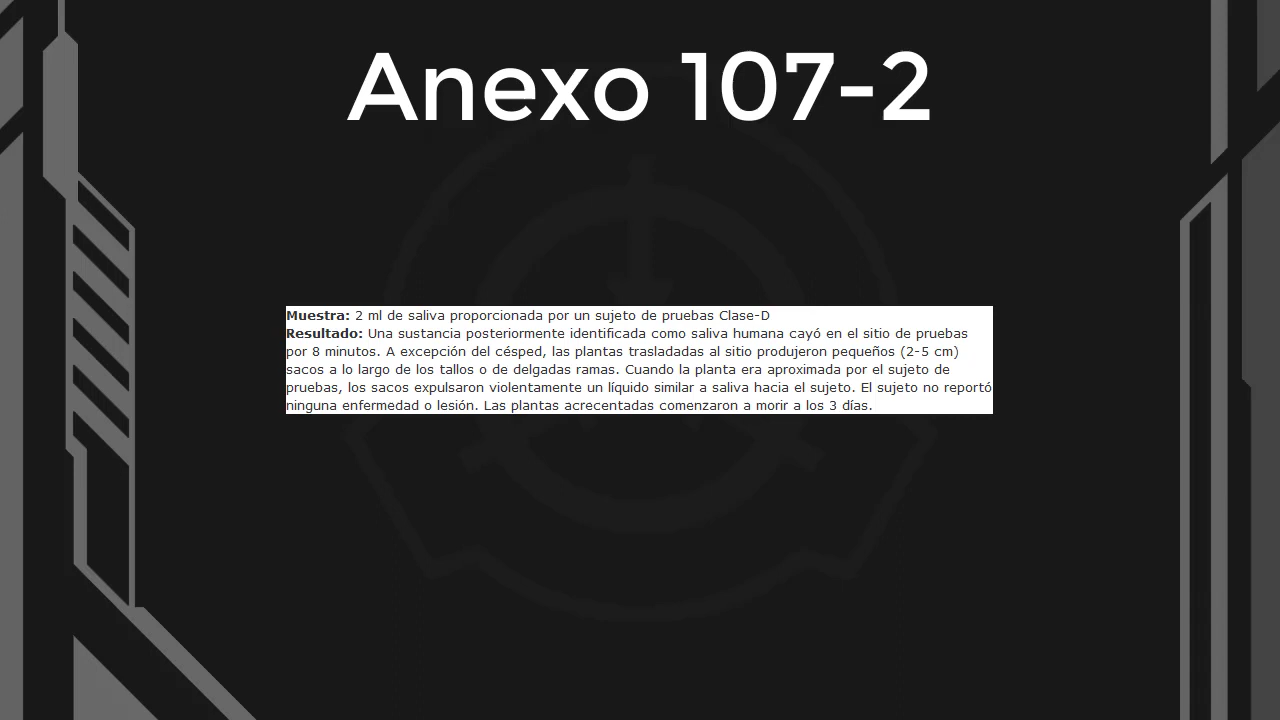 Anexo 107-2
Muestra: 2 ml de saliva proporcionada por un sujeto de pruebas Clase-D
Resultado: Una sustancia posteriormente identificada como saliva humana cayó en el sitio de pruebas
por 8 minutos. A excepción del césped, las plantas trasladadas al sitio produjeron pequeños (2-5 cm)
sacos a lo largo de los tallos o de delgadas ramas. Cuando la planta era aproximada por el sujeto de
pruebas, los sacos expulsaron violentamente un líquido similar a saliva hacia el sujeto. El sujeto no reportó
ninguna enfermedad o lesión. Las plantas acrecentadas comenzaron a morir a los 3 días.